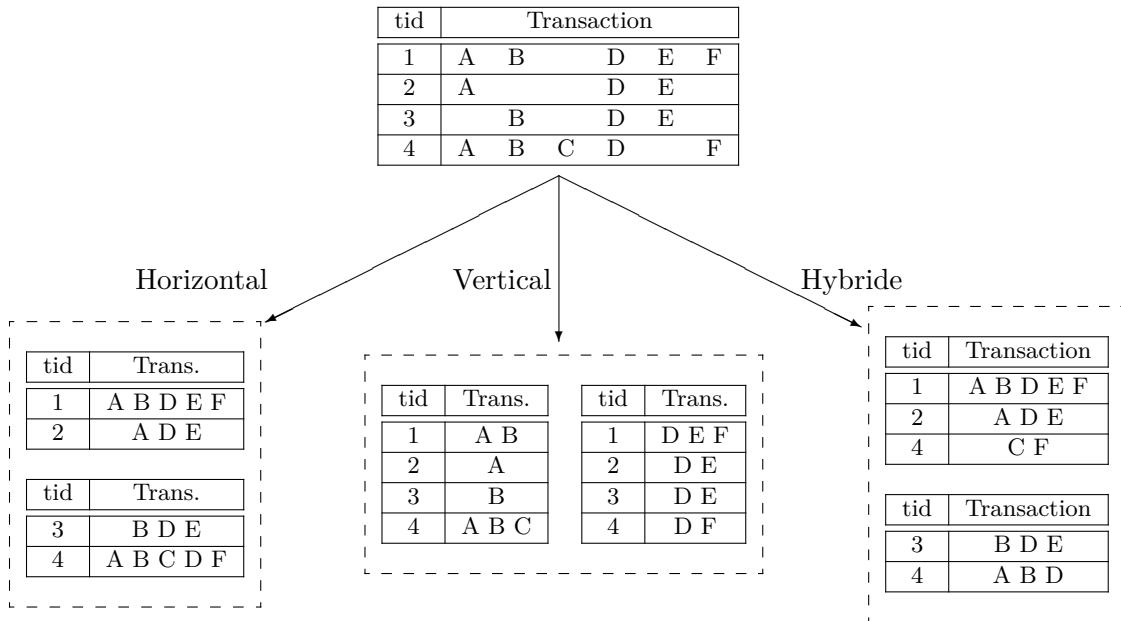 tid Transaction
1 A B D E F
2 A D E
3 B D E
4 A B C D F
Horizontal
Vertical
Hybride
tid Trans.
1 A B D E F
2 A D E
tid Trans.
3 B D E
4 A B C D F
tid Trans.
1 A B
2 A
3 B
4 A B C
tid Trans.
1 D E F
2 D E
3 D E
4 D F
tid Transaction
1 A B D E F
2 A D E
4 C F
tid Transaction
3 B D E
4 A B D